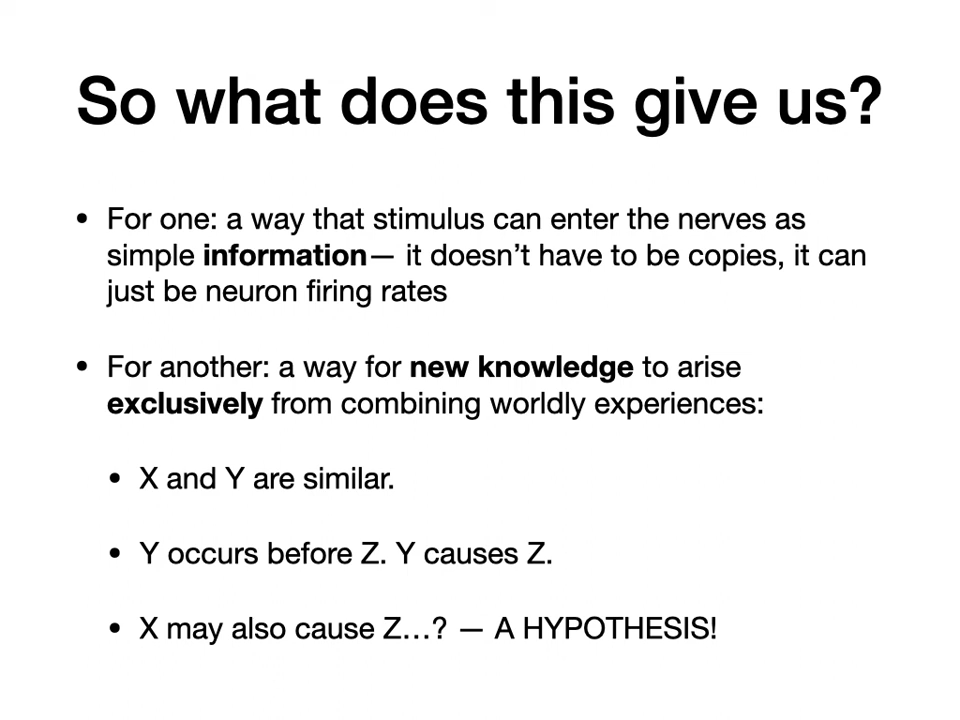 So what does this give us?
• For one: a way that stimulus can enter the nerves as
simple information— it doesn’t have to be copies, it can
just be neuron firing rates
• For another: a way for new knowledge to arise
exclusively from combining worldly experiences:
• X and Y are similar.
• Y occurs before Z. Y causes Z.
• X may also cause Z…? — A HYPOTHESIS!